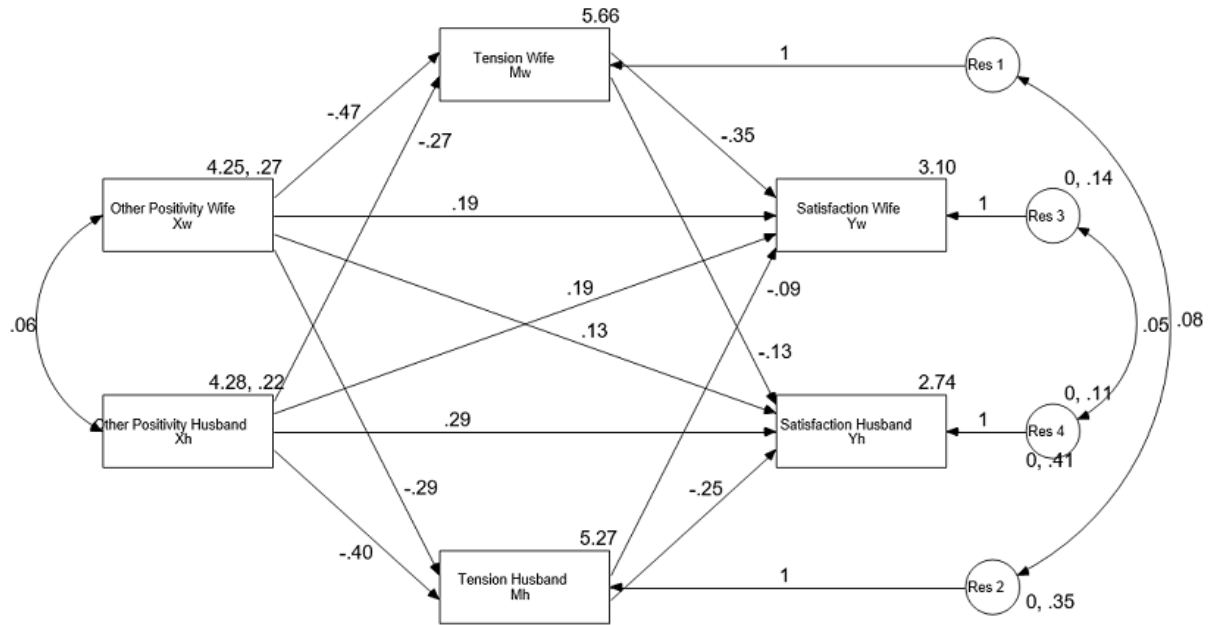 5.66
Tension Wife
Mw
1
Res 1
-.47
-.27
-.35
4.25, .27
3.10
0, .14
Other Positivity Wife
Xw
.19
Satisfaction Wife
Yw
1
Res 3
.06
.19
-.09
.13
.05
.08
-.13
4.28, .22
2.74
0, .11
Other Positivity Husband
Xh
.29
Satisfaction Husband
Yh
1
Res 4
0, .41
-.29
-.25
-.40
5.27
Tension Husband
Mh
1
Res 2
0, .35